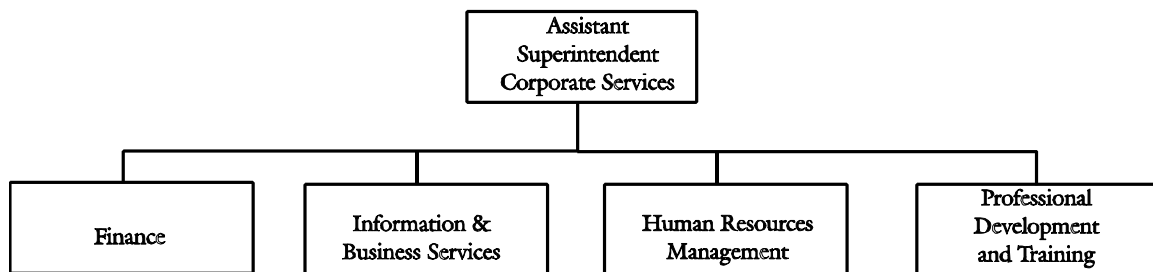 Assistant
Superintendent
Corporate Services
Finance
Information &
Business Services
Human Resources
Management
Professional
Development
and Training